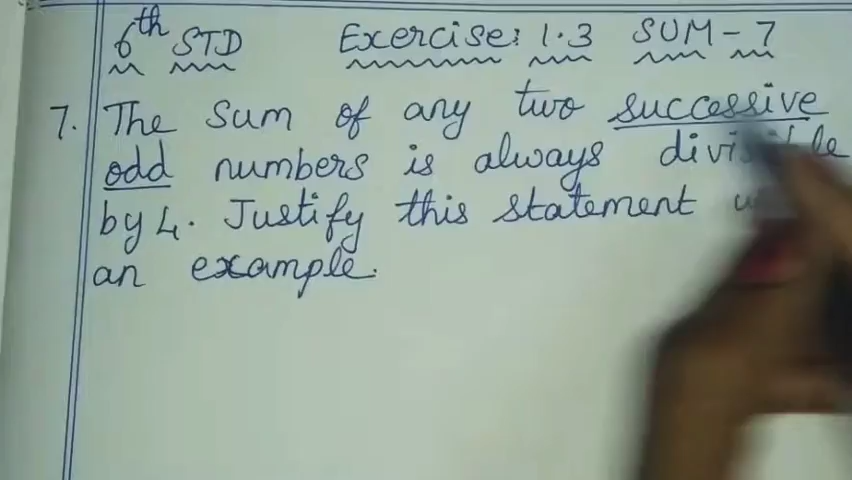 6th STD Exercise: 1.3 SUM - 7
7. The Sum of any two successive
odd numbers is always divisible
by 4. Justify this statement
an example.